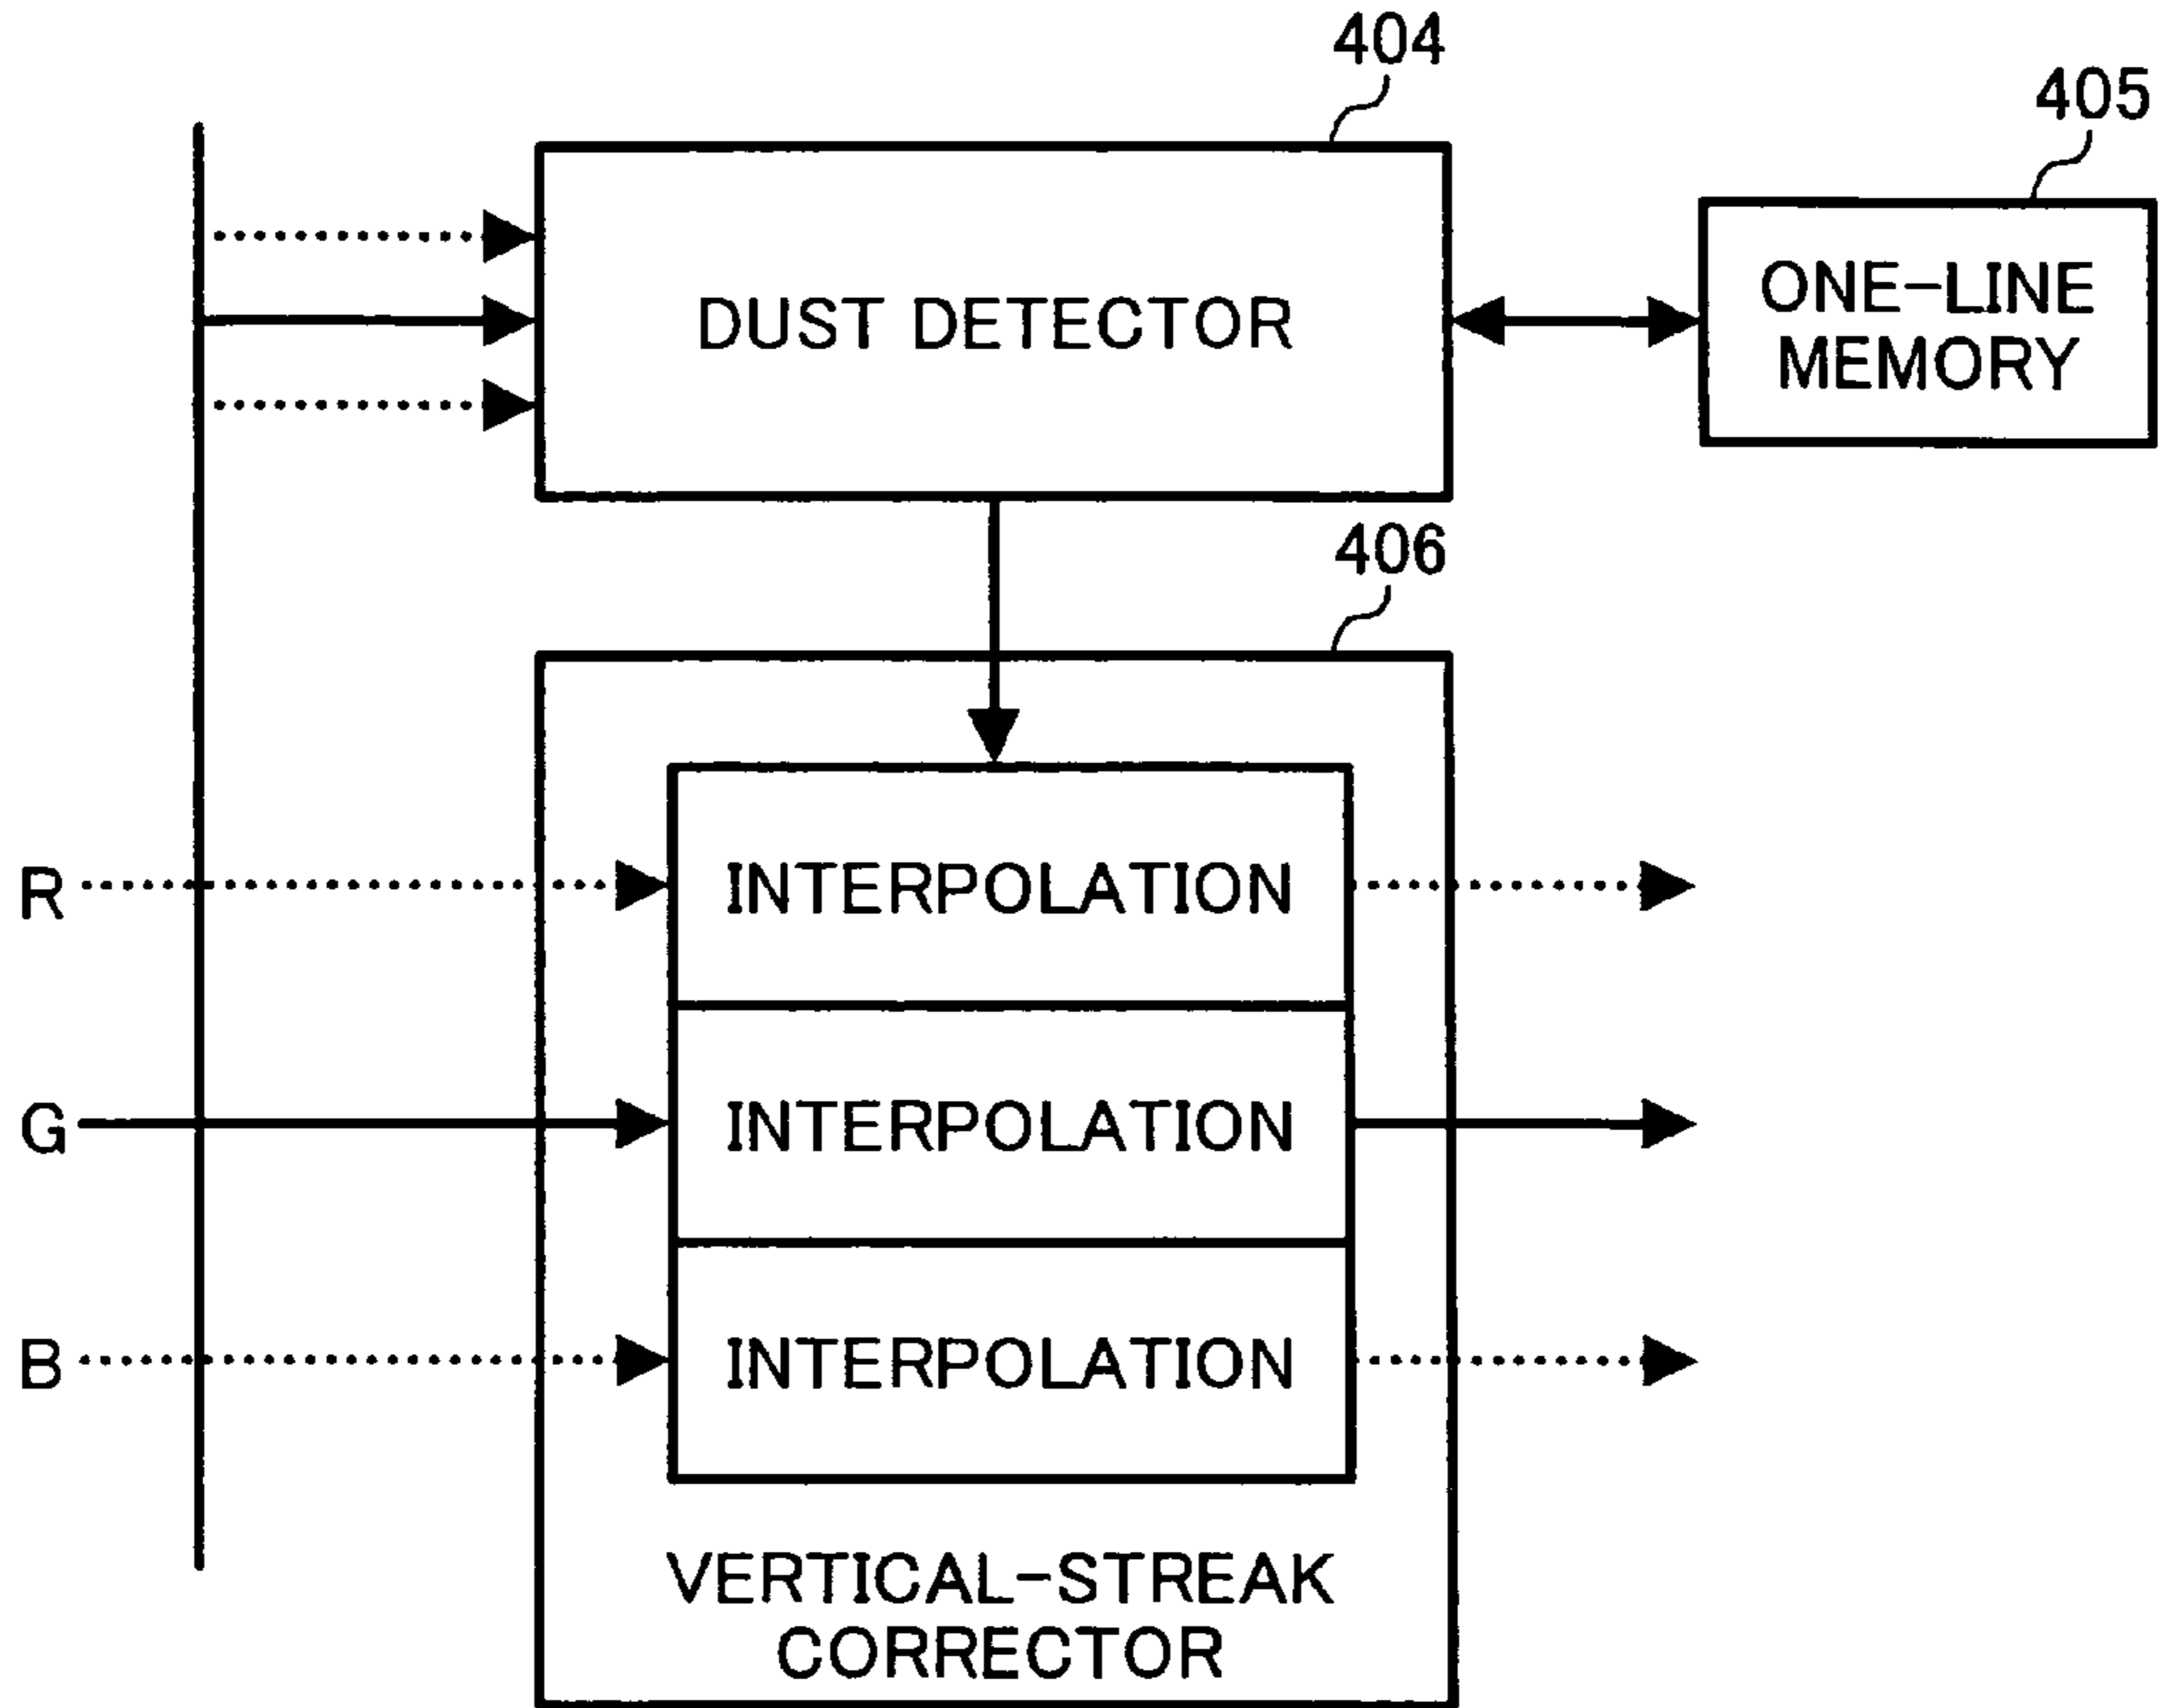 404
405
DUST DETECTOR
ONE-LINE
MEMORY
406
R
INTERPOLATION
G
INTERPOLATION
B
INTERPOLATION
VERTICAL-STREAK
CORRECTOR